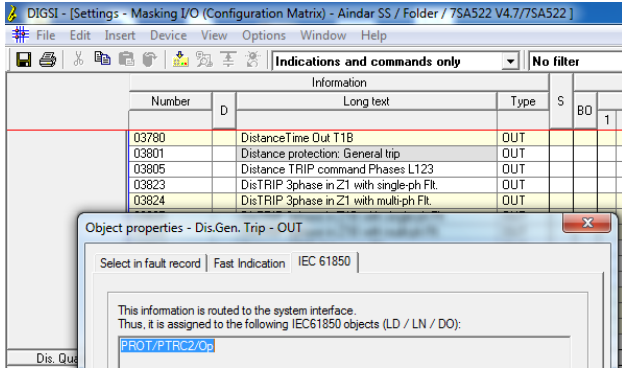 DIGSI - [Settings - Masking I/O (Configuration Matrix) - Aindar SS / Folder / 7SA522 V4.7/7SA522 ]
File Edit Insert Device View Options Window Help
Indications and commands only No filter
Information
Number D Long text Type S BO
1
03780 DistanceTime Out T1B OUT
03801 Distance protection: General trip OUT
03805 Distance TRIP command Phases L123 OUT
03823 DisTRIP 3phase in Z1 with single-ph Flt. OUT
03824 DisTRIP 3phase in Z1 with multi-ph Flt. OUT
Object properties - Dis.Gen. Trip - OUT
Select in fault record Fast Indication IEC 61850
This information is routed to the system interface.
Thus, it is assigned to the following IEC61850 objects (LD / LN / DO):
PROT/PTRC2/Op
Dis. Qua